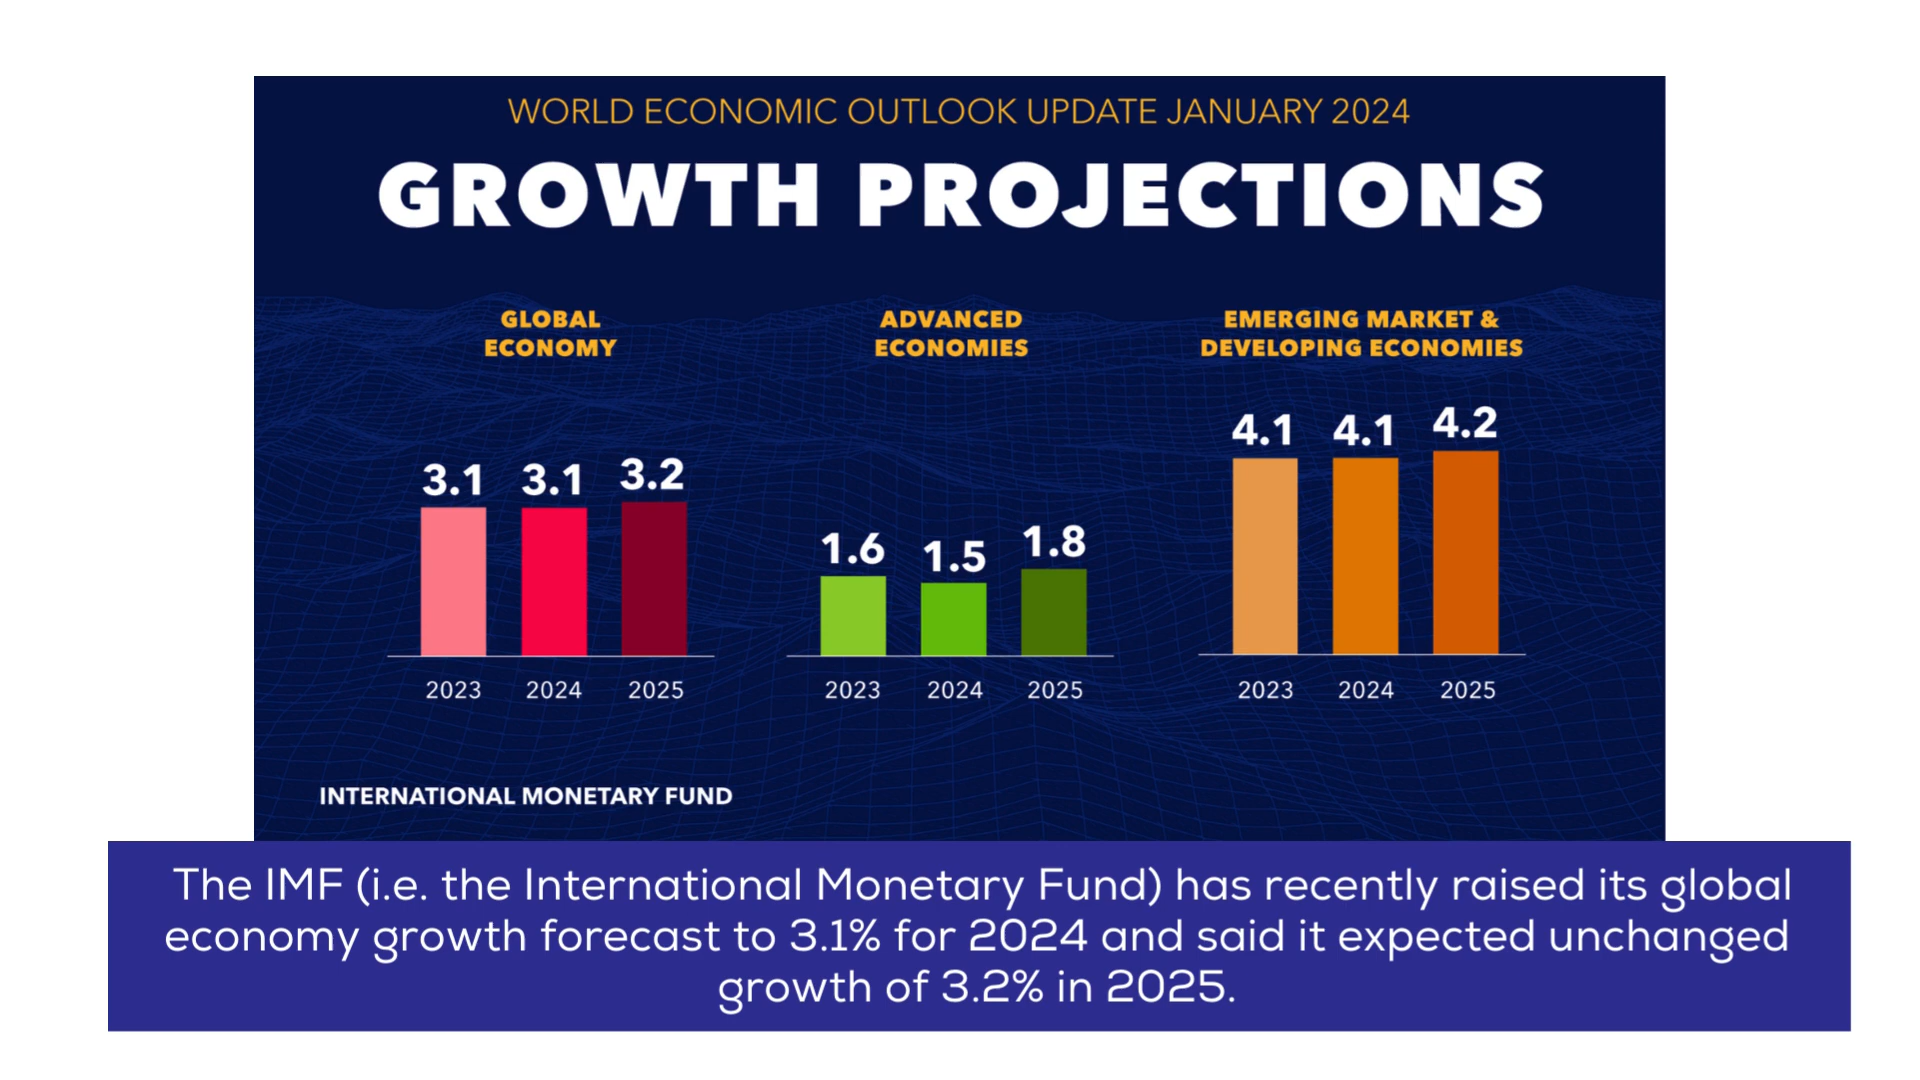 WORLD ECONOMIC OUTLOOK UPDATE JANUARY 2024
GROWTH PROJECTIONS
GLOBAL
ECONOMY
3.1 3.1 3.2
2023 2024 2025
ADVANCED
ECONOMIES
1.6 1.5 1.8
2023 2024 2025
EMERGING MARKET &
DEVELOPING ECONOMIES
4.1 4.1 4.2
2023 2024 2025
INTERNATIONAL MONETARY FUND
The IMF (i.e. the International Monetary Fund) has recently raised its global
economy growth forecast to 3.1% for 2024 and said it expected unchanged
growth of 3.2% in 2025.